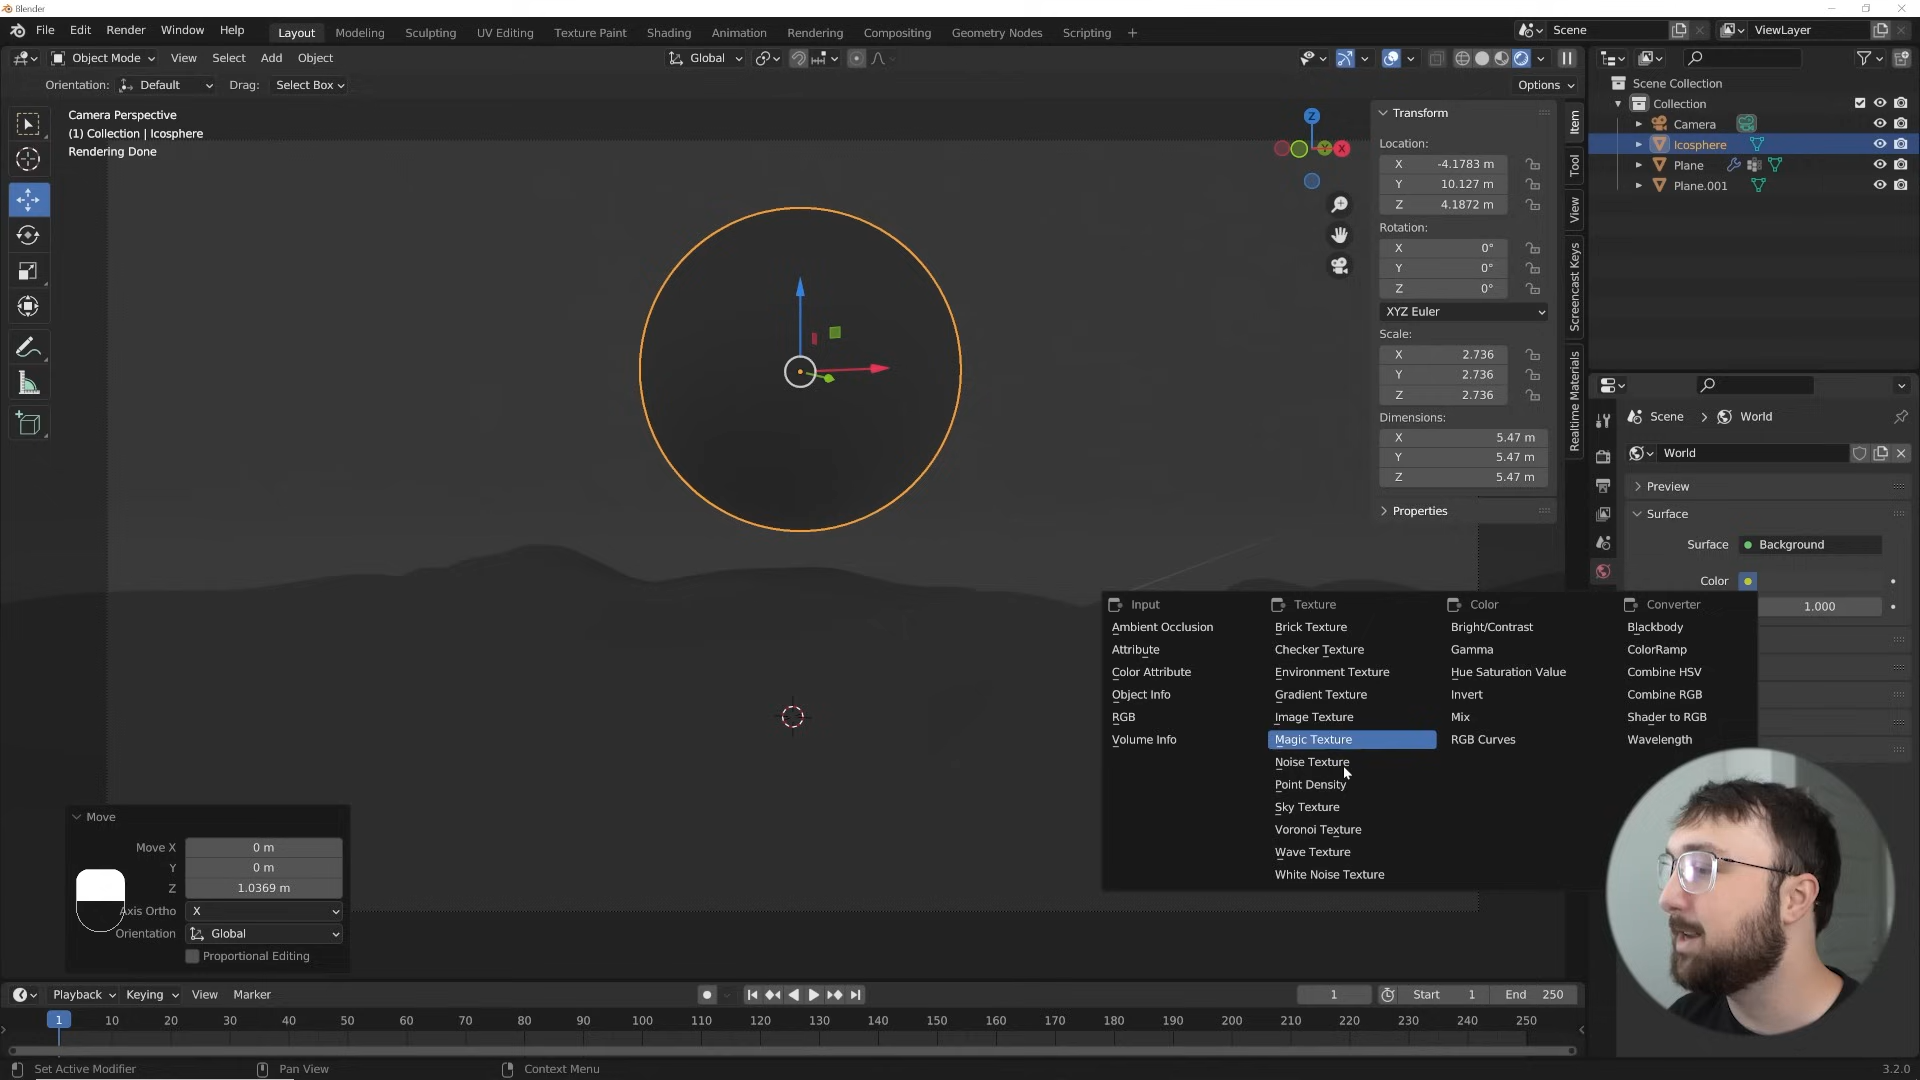 Blender
File Edit Render Window Help
Layout Modeling Sculpting UV Editing Texture Paint Shading Animation Rendering Compositing Geometry Nodes Scripting +
Scene
ViewLayer
Object Mode View Select Add Object
Global
Orientation: Default Drag: Select Box
Options
Camera Perspective
(1) Collection | Icosphere
Rendering Done
Z
Y
X
Transform
Location:
X -4.1783 m
Y 10.127 m
Z 4.1872 m
Rotation:
X 0°
Y 0°
Z 0°
XYZ Euler
Scale:
X 2.736
Y 2.736
Z 2.736
Dimensions:
X 5.47 m
Y 5.47 m
Z 5.47 m
Properties
Item
Tool
View
Screencast Keys
Realtime Materials
Scene Collection
Collection
Camera
Icosphere
Plane
Plane.001
Scene > World
World
Preview
Surface
Surface Background
Color
1.000
Input
Ambient Occlusion
Attribute
Color Attribute
Object Info
RGB
Volume Info
Texture
Brick Texture
Checker Texture
Environment Texture
Gradient Texture
Image Texture
Magic Texture
Noise Texture
Point Density
Sky Texture
Voronoi Texture
Wave Texture
White Noise Texture
Color
Bright/Contrast
Gamma
Hue Saturation Value
Invert
Mix
RGB Curves
Converter
Blackbody
ColorRamp
Combine HSV
Combine RGB
Shader to RGB
Wavelength
Move
Move X 0 m
Y 0 m
Z 1.0369 m
Axis Ortho X
Orientation Global
Proportional Editing
Playback Keying View Marker
1 Start 1 End 250
1 10 20 30 40 50 60 70 80 90 100 110 120 130 140 150 160 170 180 190 200 210 220 230 240 250
Set Active Modifier Pan View Context Menu 3.2.0